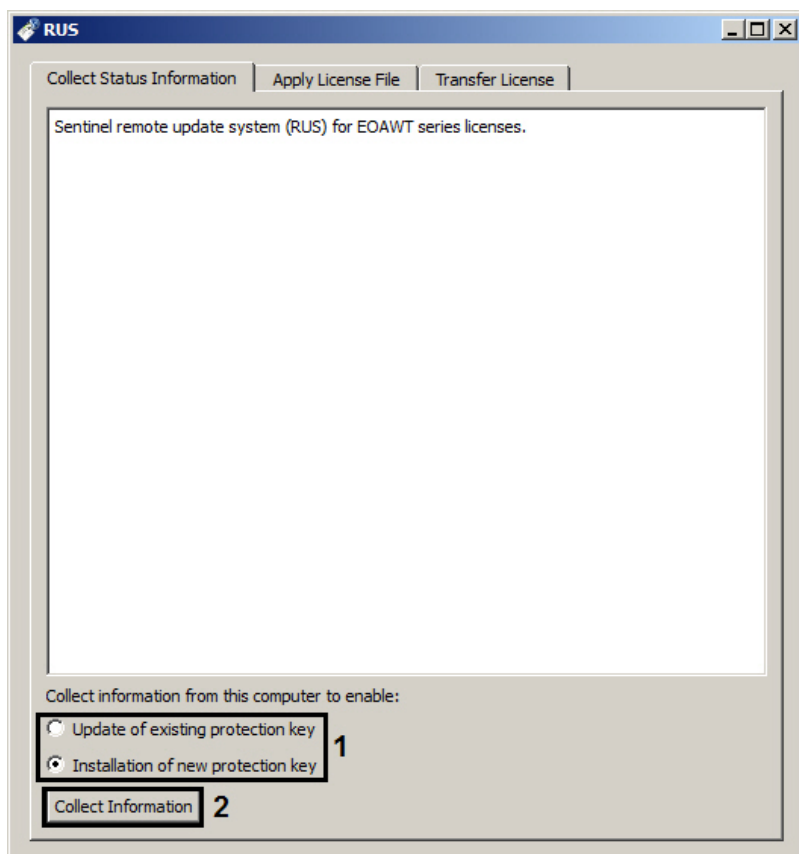 RUS
Collect Status Information Apply License File Transfer License
Sentinel remote update system (RUS) for EOAWT series licenses.
Collect information from this computer to enable:
Update of existing protection key
Installation of new protection key
1
Collect Information 2